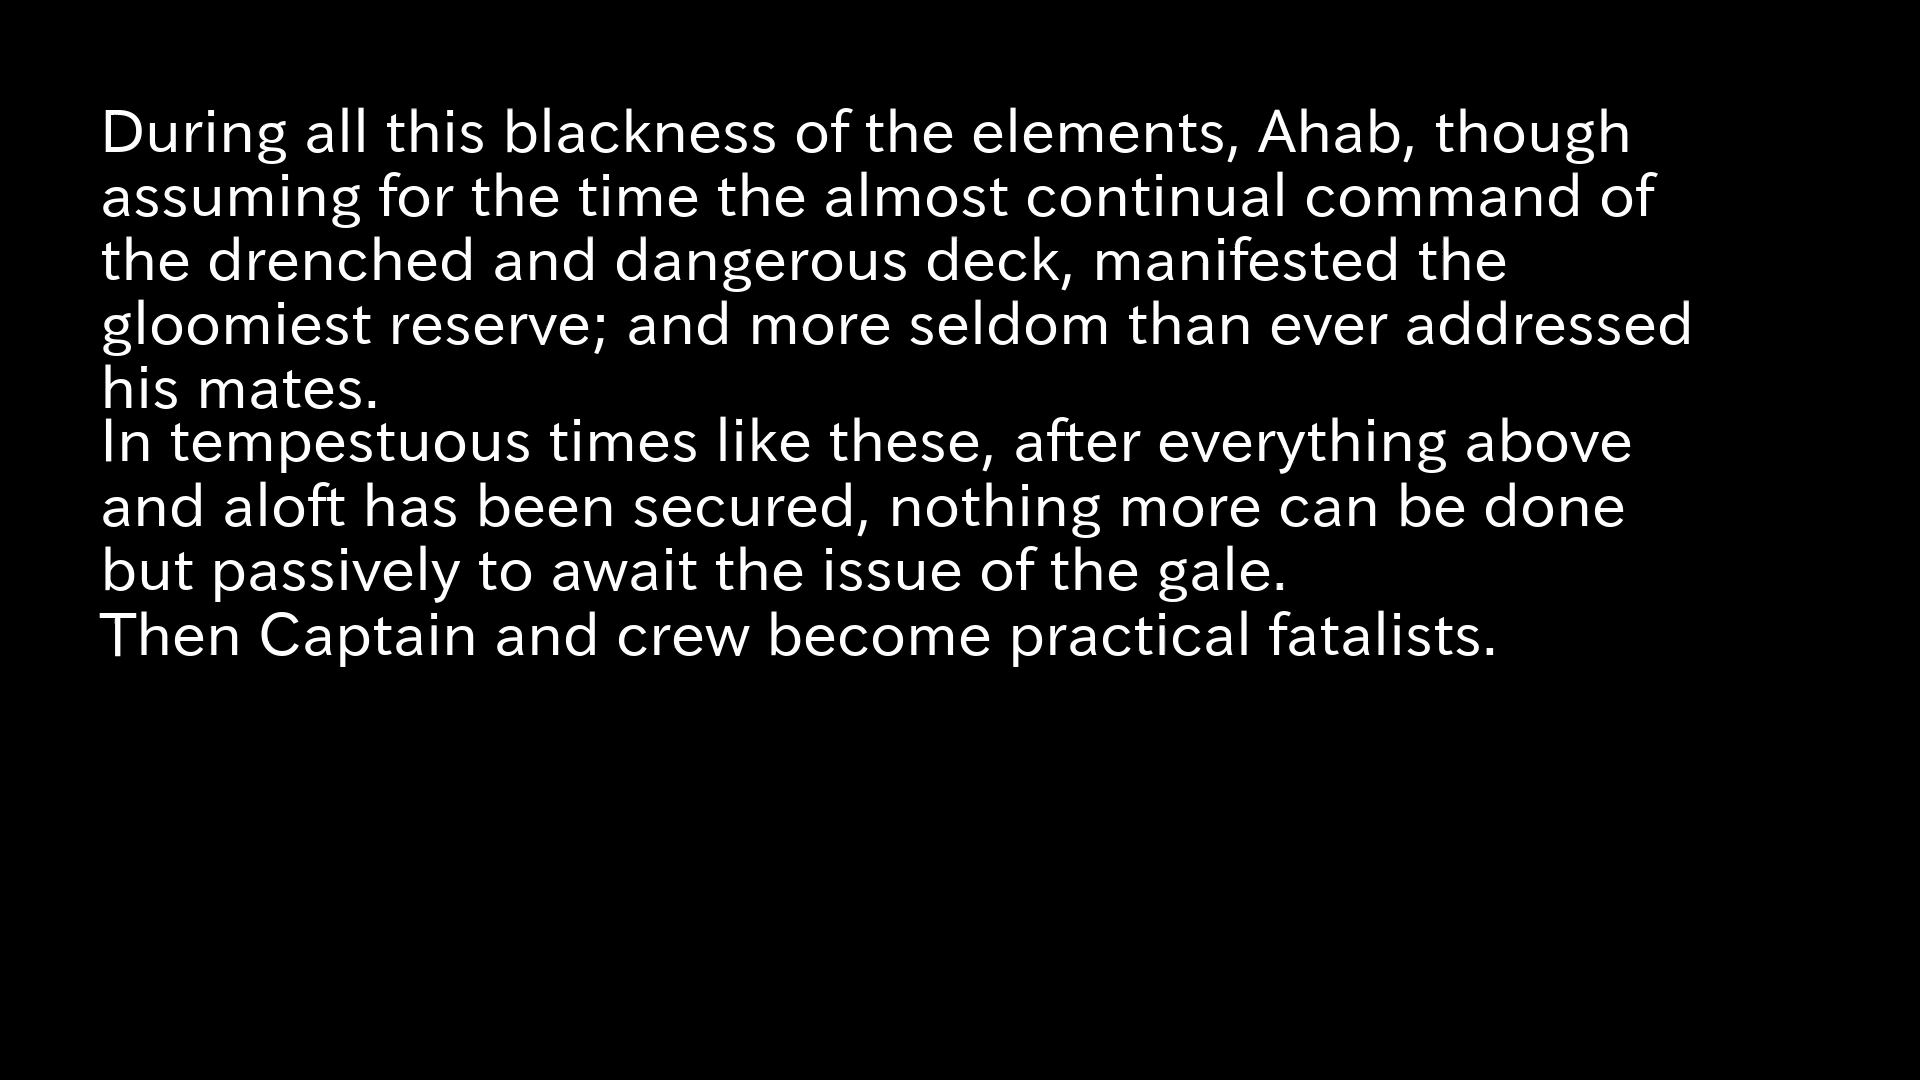 During all this blackness of the elements, Ahab, though
assuming for the time the almost continual command of
the drenched and dangerous deck, manifested the
gloomiest reserve; and more seldom than ever addressed
his mates.
In tempestuous times like these, after everything above
and aloft has been secured, nothing more can be done
but passively to await the issue of the gale.
Then Captain and crew become practical fatalists.